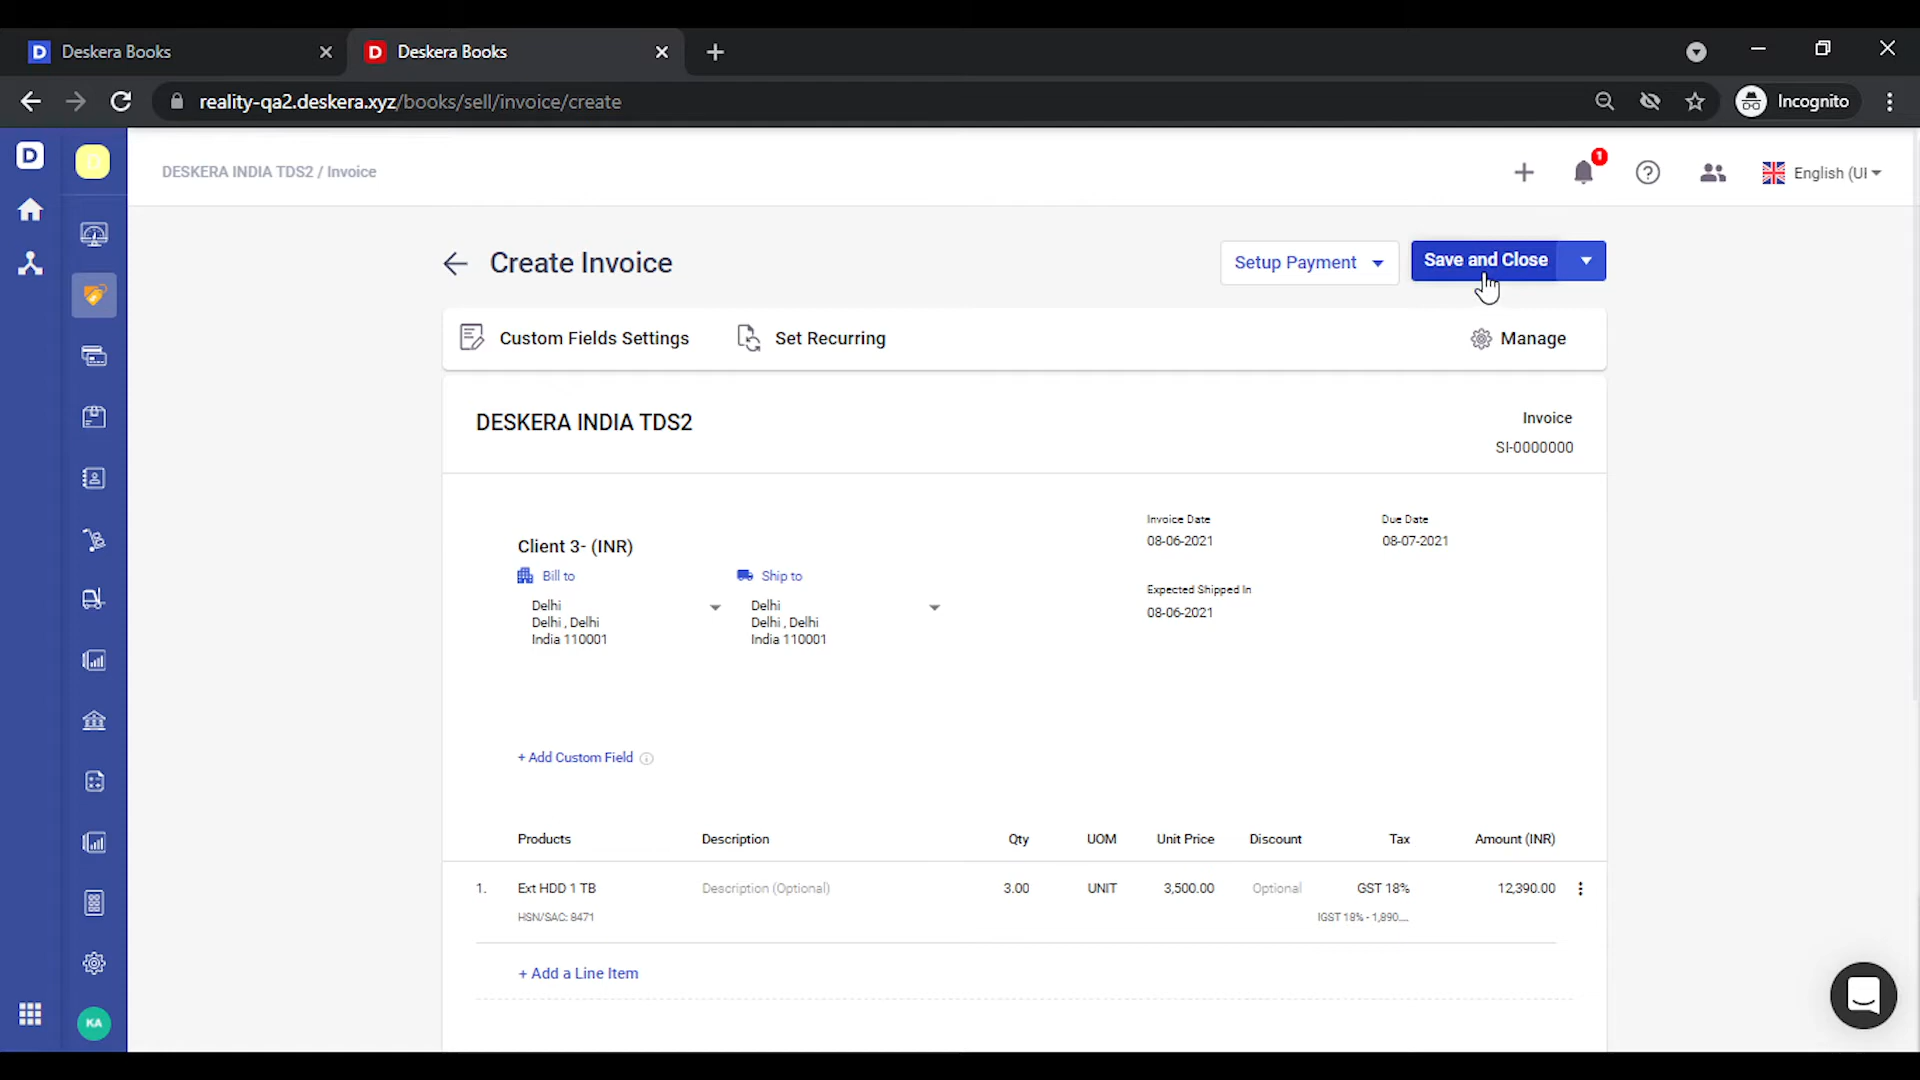 D Deskera Books
D Deskera Books
reality-qa2.deskera.xyz/books/sell/invoice/create
Incognito
D
DESKERA INDIA TDS2 / Invoice
1
English (UI
Create Invoice
Setup Payment
Save and Close
Custom Fields Settings
Set Recurring
Manage
DESKERA INDIA TDS2
Invoice
SI-0000000
Client 3- (INR)
Bill to
Delhi
Delhi , Delhi
India 110001
Ship to
Delhi
Delhi , Delhi
India 110001
Invoice Date
08-06-2021
Due Date
08-07-2021
Expected Shipped In
08-06-2021
+ Add Custom Field
Products Description Qty UOM Unit Price Discount Tax Amount (INR)
1. Ext HDD 1 TB Description (Optional) 3.00 UNIT 3,500.00 Optional GST 18% 12,390.00
HSN/SAC: 8471 IGST 18% - 1,890....
+ Add a Line Item
KA